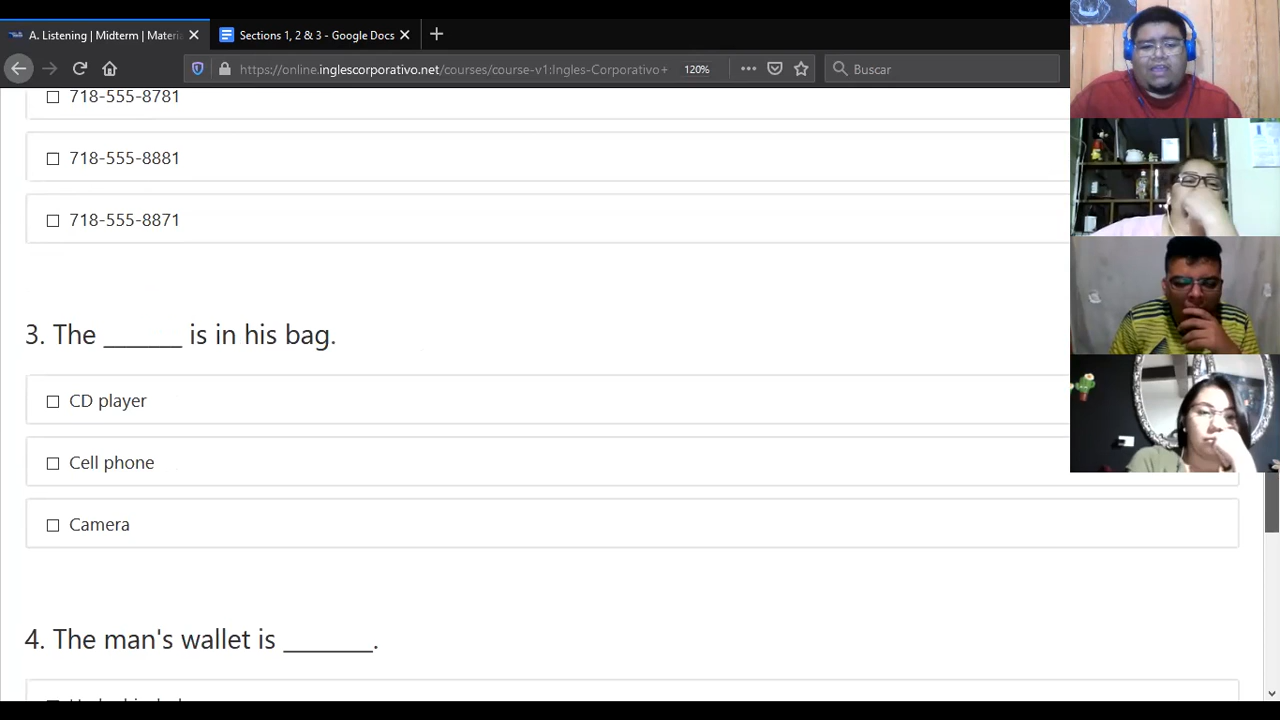 A. Listening | Midterm | Materi
Sections 1, 2 & 3 - Google Docs
https://online.inglescorporativo.net/courses/course-v1:Ingles-Corporativo+
120%
Buscar
718-555-8781
718-555-8881
718-555-8871
3. The _______ is in his bag.
CD player
Cell phone
Camera
4. The man's wallet is _______.